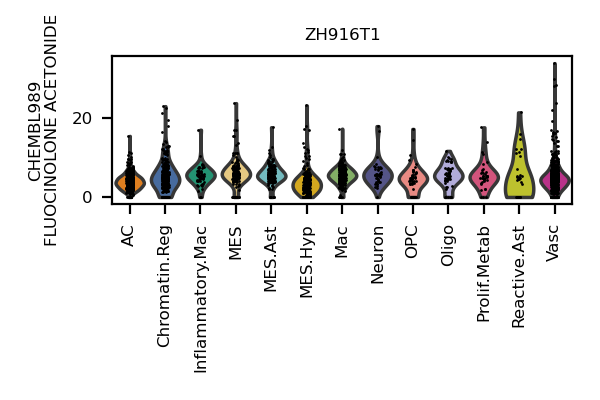 ZH916T1
CHEMBL989
FLUOCINOLONE ACETONIDE
20
0
AC
Chromatin.Reg
Inflammatory.Mac
MES
MES.Ast
MES.Hyp
Mac
Neuron
OPC
Oligo
Prolif.Metab
Reactive.Ast
Vasc